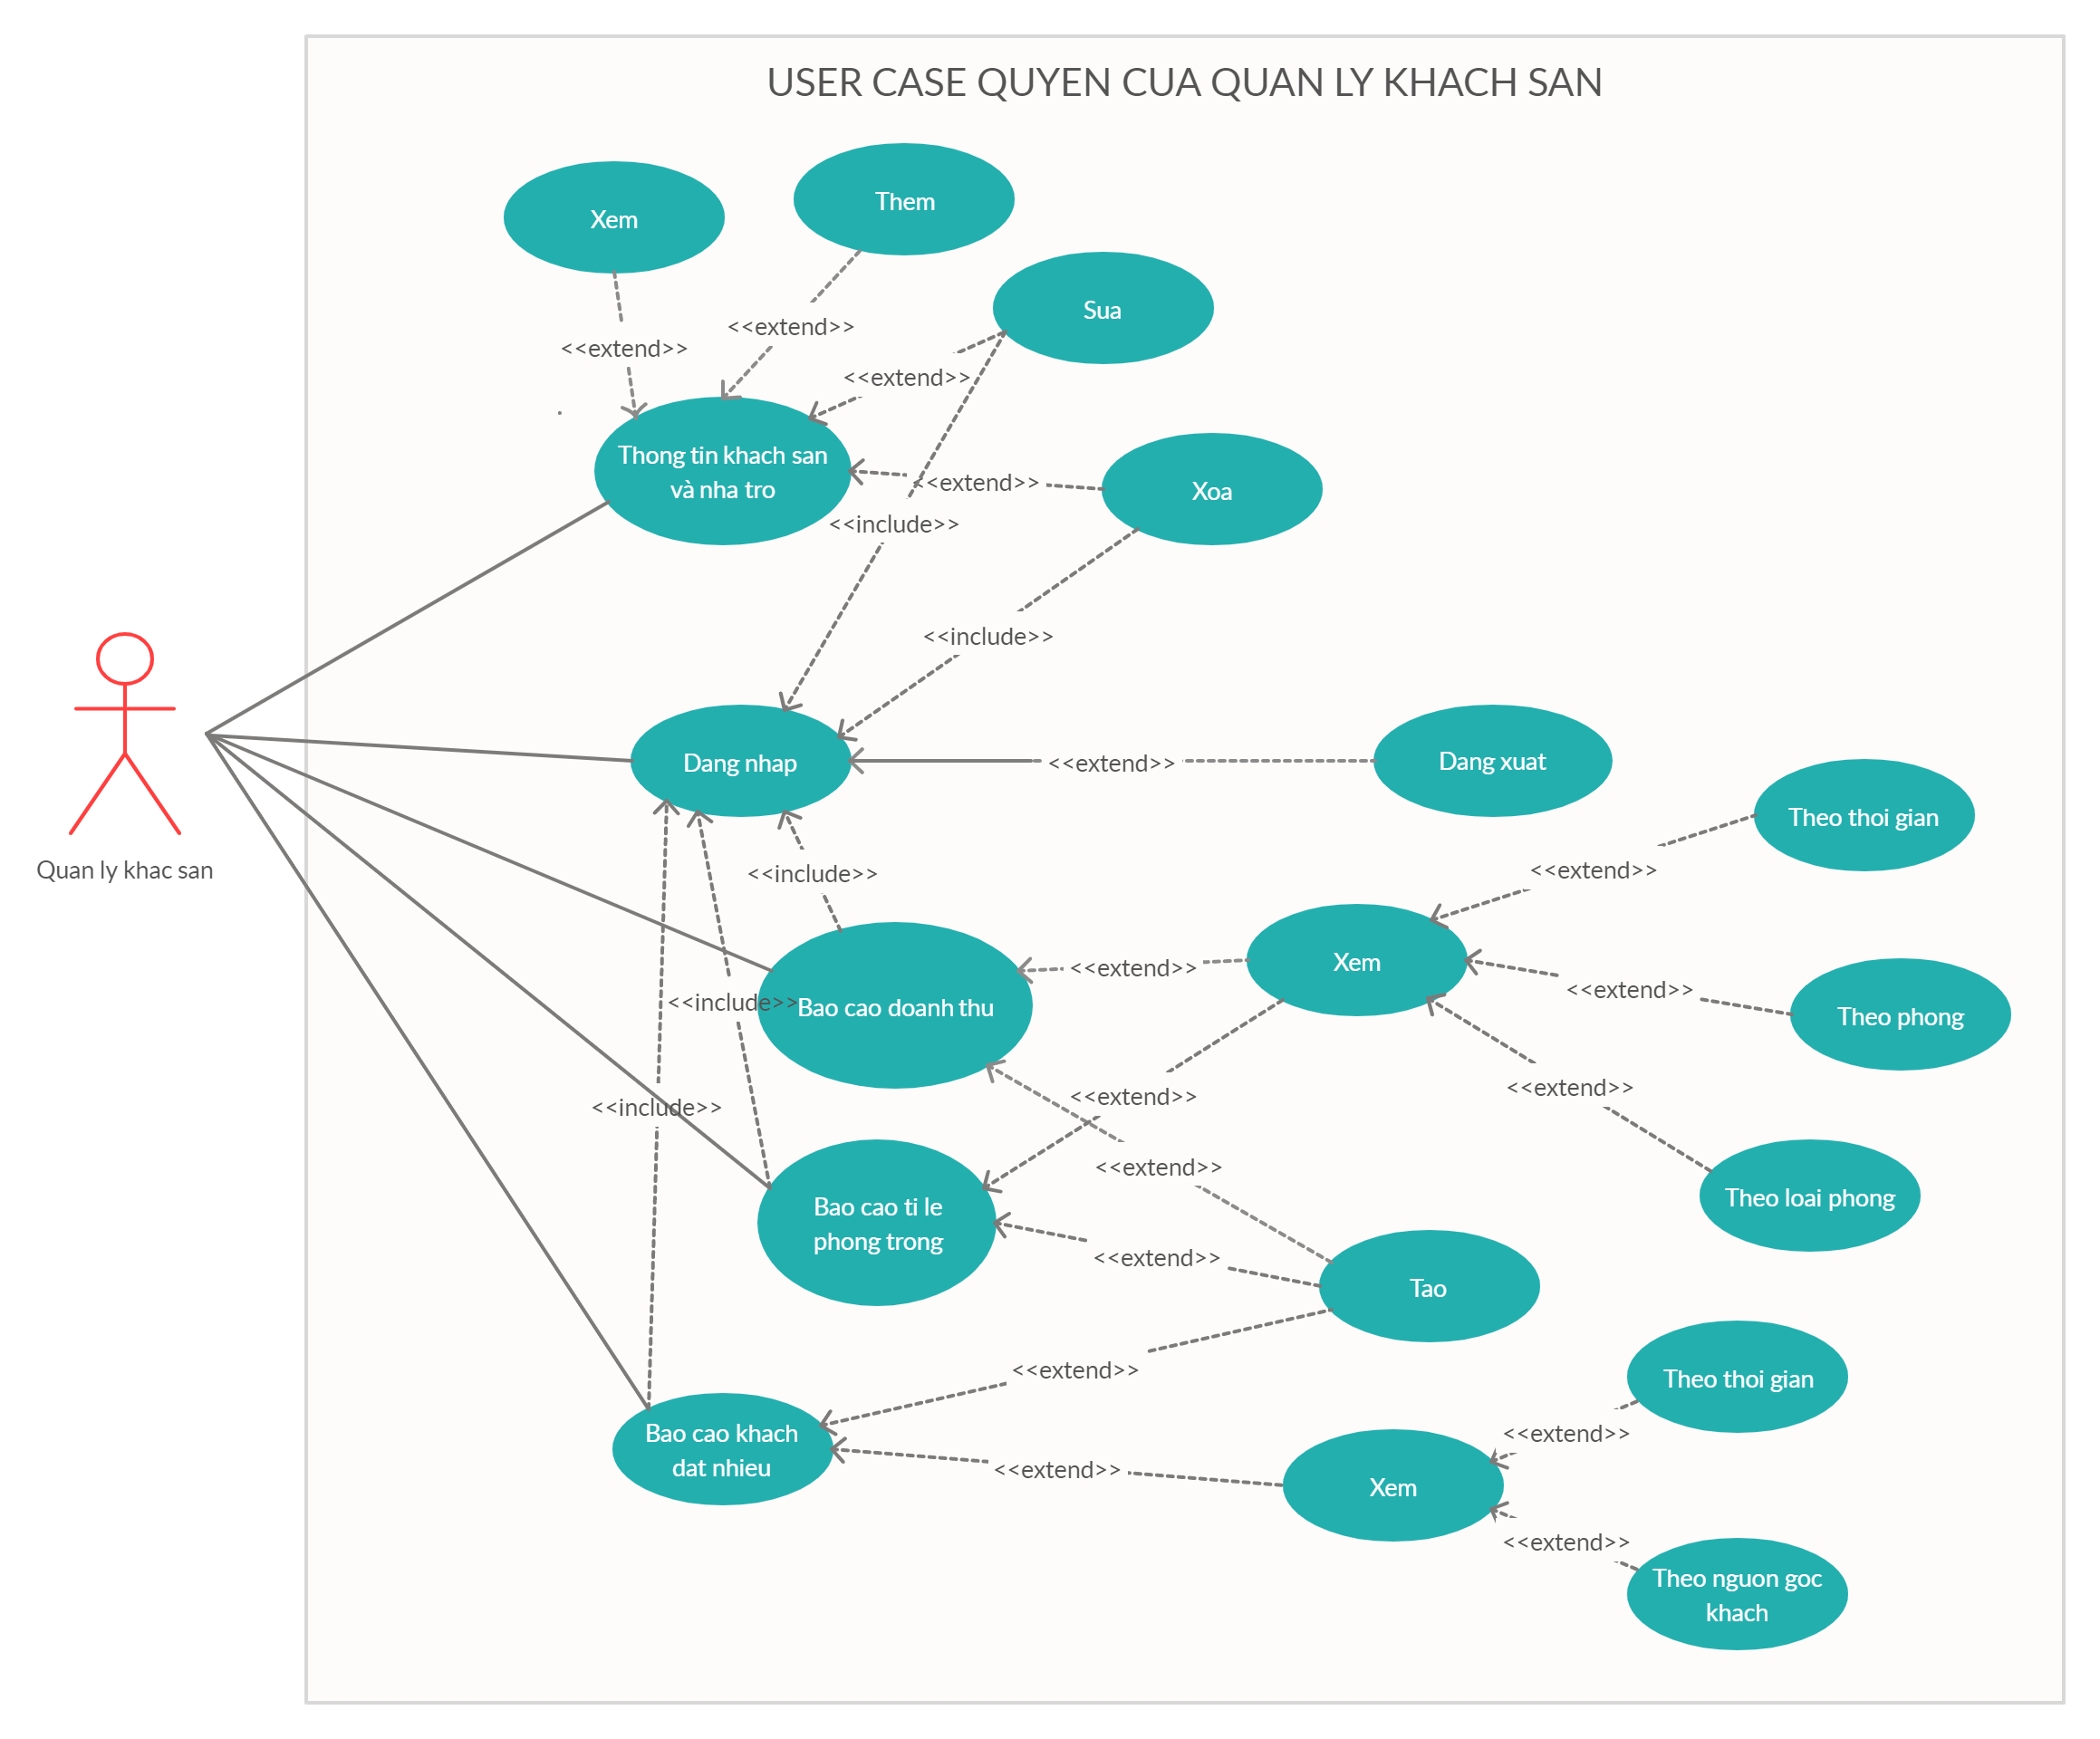 USER CASE QUYEN CUA QUAN LY KHACH SAN
Xem
Them
Sua
<<extend>>
<<extend>>
<<extend>>
Thong tin khach san
và nha tro
<<extend>>
Xoa
<<include>>
<<include>>
Dang nhap
<<extend>>
Dang xuat
Quan ly khac san
Theo thoi gian
<<include>>
<<extend>>
Xem
<<extend>>
<<extend>>
Theo phong
<<include>>
Bao cao doanh thu
<<extend>>
<<include>>
<<extend>>
<<extend>>
Theo loai phong
Bao cao ti le
phong trong
<<extend>>
Tao
<<extend>>
Theo thoi gian
Bao cao khach
dat nhieu
<<extend>>
<<extend>>
Xem
<<extend>>
Theo nguon goc
khach